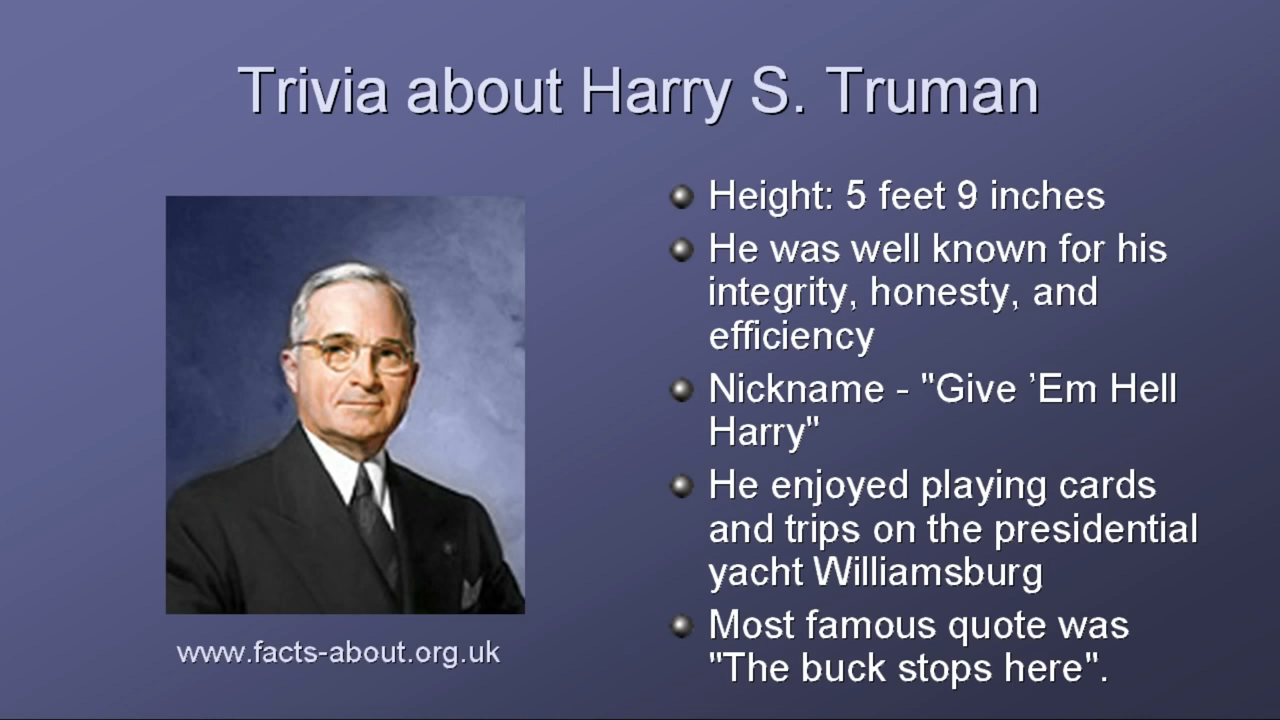 Trivia about Harry S. Truman
Height: 5 feet 9 inches
He was well known for his
integrity, honesty, and
efficiency
Nickname - "Give ’Em Hell
Harry"
He enjoyed playing cards
and trips on the presidential
yacht Williamsburg
Most famous quote was
"The buck stops here".
www.facts-about.org.uk